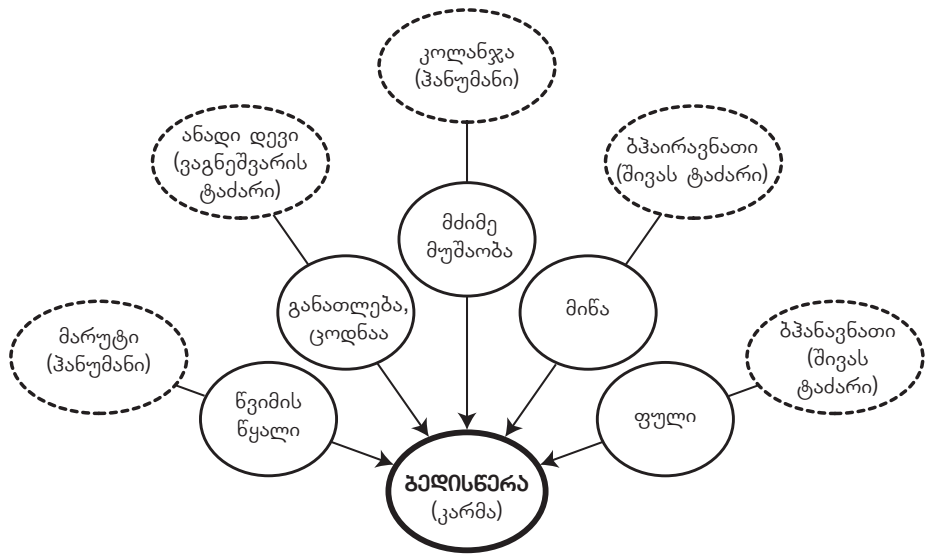 კოლანჯა
(ჰანუმანი)
ანადი დევი
(ვაგნეშვარის
ტაძარი)
ბჰაირავნათი
(შივას ტაძარი)
მძიმე
მუშაობა
განათლება,
ცოდნაა
მიწა
მარუტი
(ჰანუმანი)
ბჰანავნათი
(შივას
ტაძარი)
წვიმის
წყალი
ფული
ბედისწერა
(კარმა)